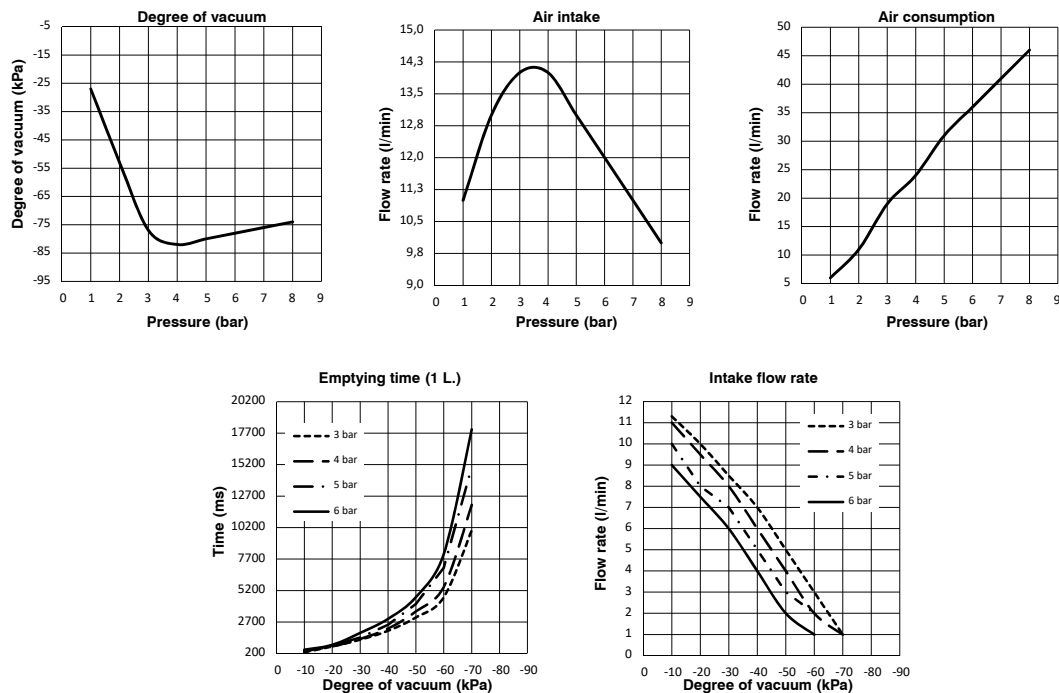 Degree of vacuum
-5
-15
-25
-35
-45
-55
-65
-75
-85
-95
Degree of vacuum (kPa)
0 1 2 3 4 5 6 7 8 9
Pressure (bar)
Air intake
15,0
14,3
13,5
12,8
12,0
11,3
10,5
9,8
9,0
Flow rate (l/min)
0 1 2 3 4 5 6 7 8 9
Pressure (bar)
Air consumption
50
45
40
35
30
25
20
15
10
5
Flow rate (l/min)
0 1 2 3 4 5 6 7 8 9
Pressure (bar)
Emptying time (1 L.)
20200
17700
15200
12700
10200
7700
5200
2700
200
Time (ms)
3 bar
4 bar
5 bar
6 bar
0 -10 -20 -30 -40 -50 -60 -70 -80 -90
Degree of vacuum (kPa)
Intake flow rate
12
11
10
9
8
7
6
5
4
3
2
1
0
Flow rate (l/min)
3 bar
4 bar
5 bar
6 bar
0 -10 -20 -30 -40 -50 -60 -70 -80 -90
Degree of vacuum (kPa)